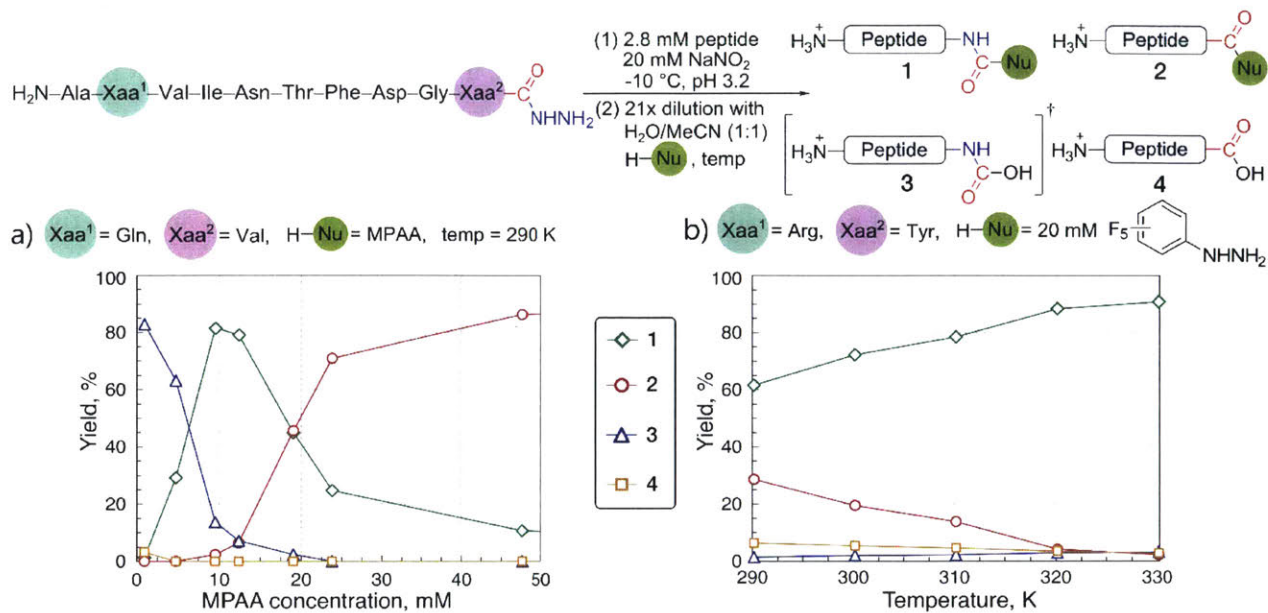 H₂N–Ala–Xaa¹–Val–Ile–Asn–Thr–Phe–Asp–Gly–Xaa²
O
C
NHNH₂
(1) 2.8 mM peptide
20 mM NaNO₂
-10 °C, pH 3.2
(2) 21x dilution with
H₂O/MeCN (1:1)
H–Nu, temp
H₃N⁺–Peptide–NH
C
Nu
O
1
H₃N⁺–Peptide–C
O
Nu
2
H₃N⁺–Peptide–NH
C–OH
O
3
†
H₃N⁺–Peptide–C
O
OH
4
a) Xaa¹ = Gln, Xaa² = Val, H–Nu = MPAA, temp = 290 K
b) Xaa¹ = Arg, Xaa² = Tyr, H–Nu = 20 mM F₅
NHNH₂
Yield, %
100
80
60
40
20
0
0 10 20 30 40 50
MPAA concentration, mM
1
2
3
4
Yield, %
100
80
60
40
20
0
290 300 310 320 330
Temperature, K